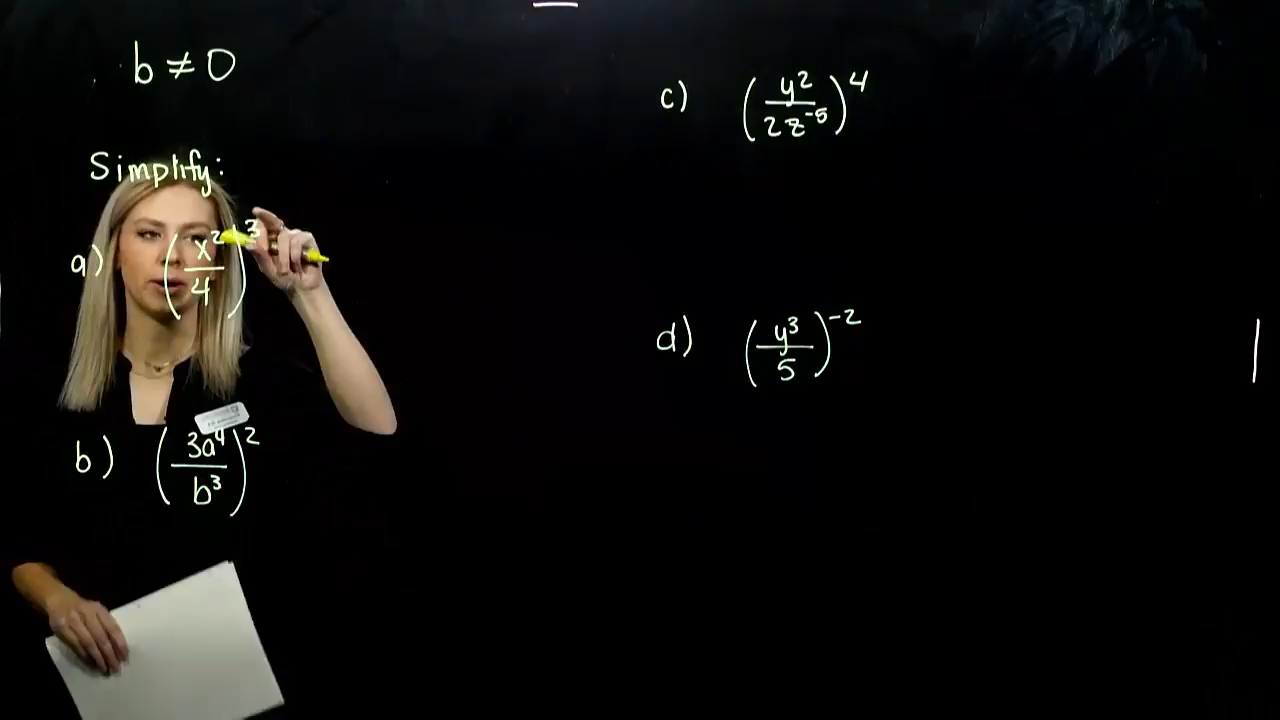 b ≠ 0
Simplify:
a) (x²/4)³
b) (3a⁴/b³)²
c) (y²/2z⁻⁵)⁴
d) (y³/5)⁻²